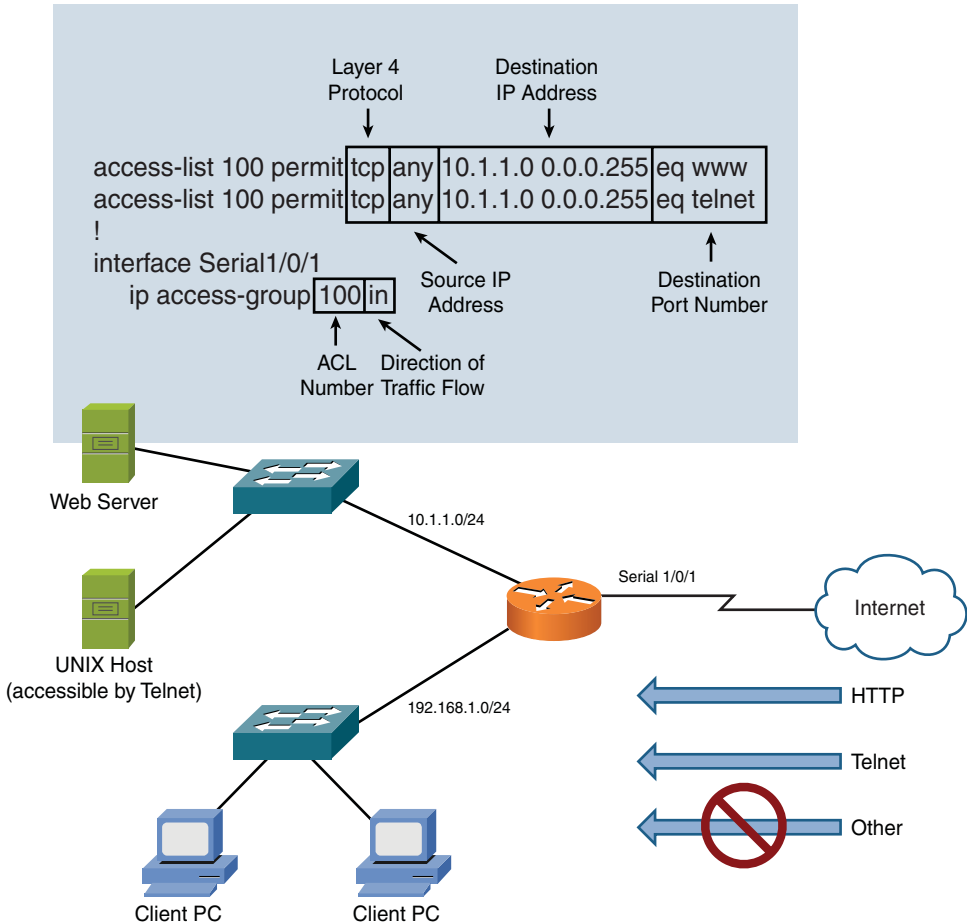 Layer 4
Protocol
Destination
IP Address
access-list 100 permit tcp any 10.1.1.0 0.0.0.255 eq www
access-list 100 permit tcp any 10.1.1.0 0.0.0.255 eq telnet
!
interface Serial1/0/1
ip access-group 100 in
Source IP
Address
Destination
Port Number
ACL
Number
Direction of
Traffic Flow
Web Server
10.1.1.0/24
Serial 1/0/1
Internet
UNIX Host
(accessible by Telnet)
192.168.1.0/24
HTTP
Telnet
Other
Client PC
Client PC